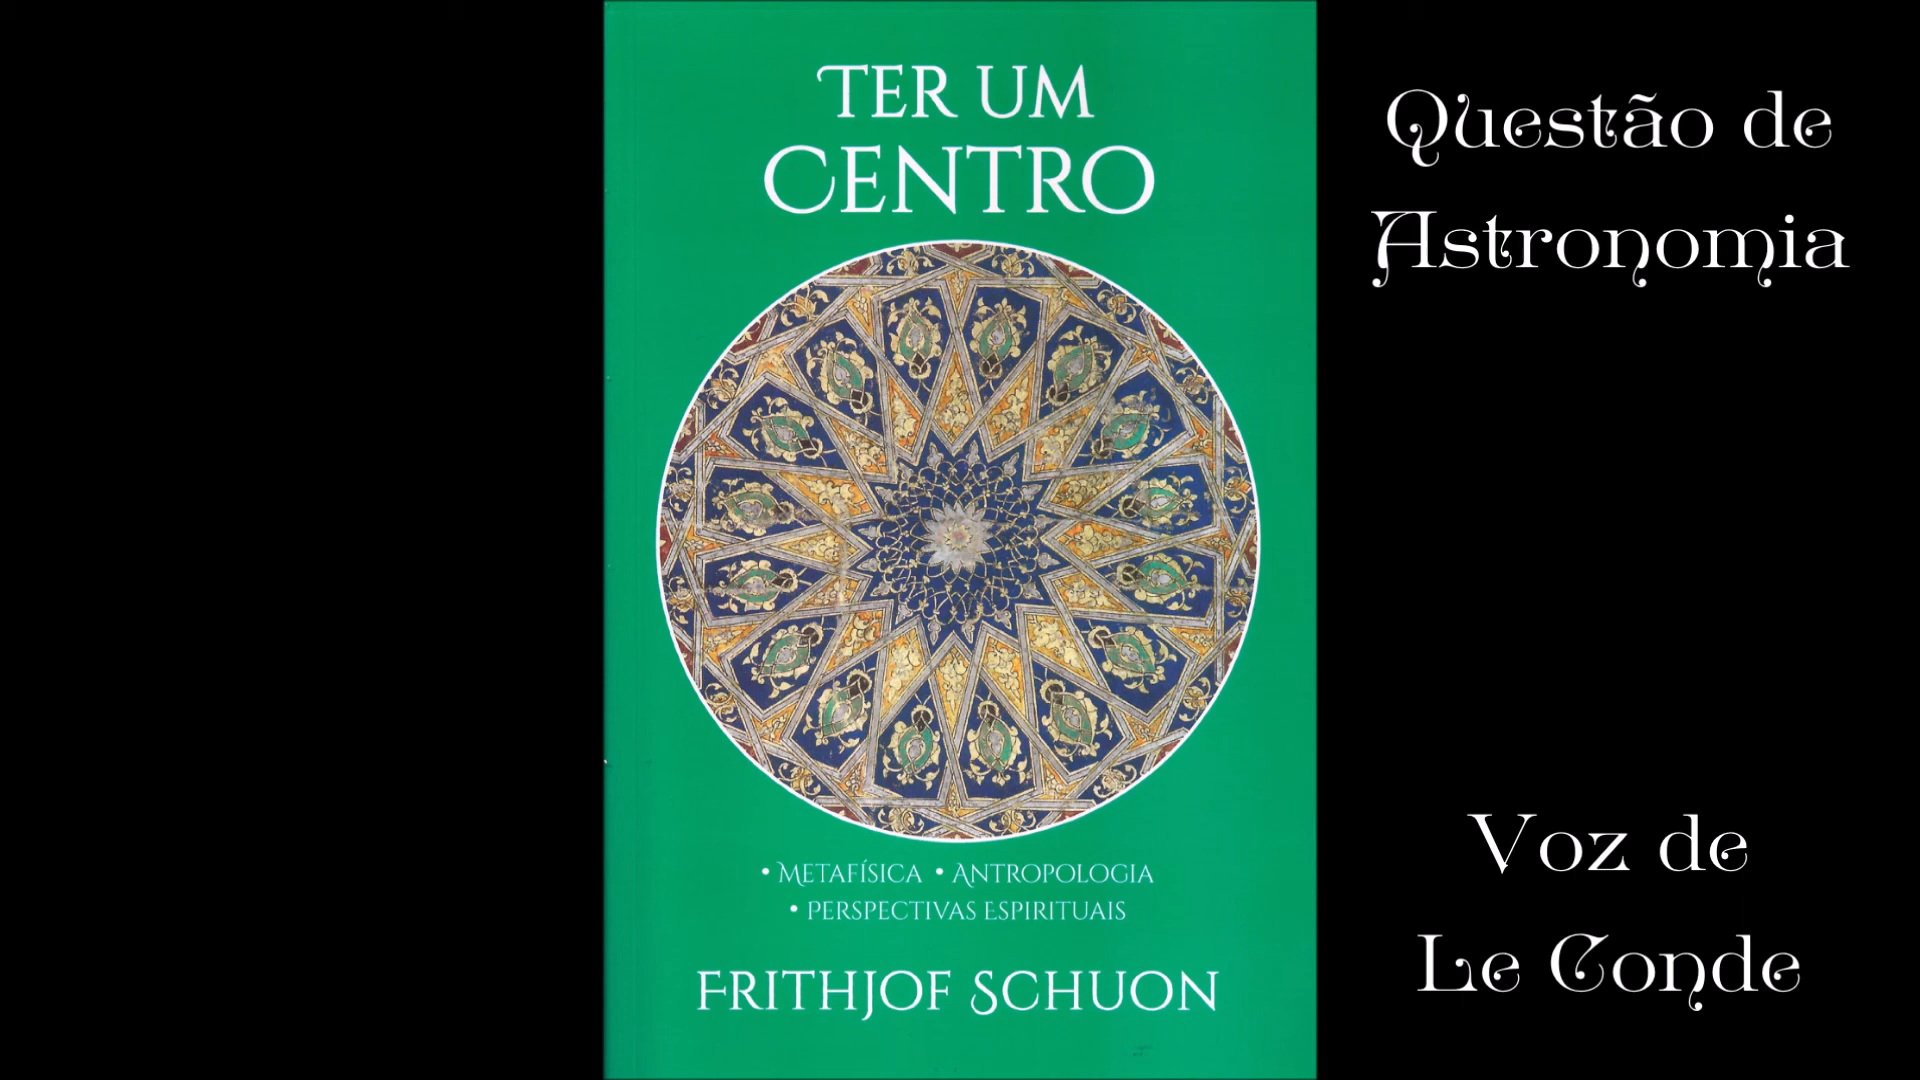 TER UM
CENTRO
• METAFÍSICA • ANTROPOLOGIA
• PERSPECTIVAS ESPIRITUAIS
FRITHJOF SCHUON
Questão de
Astronomia
Voz de
Le Conde